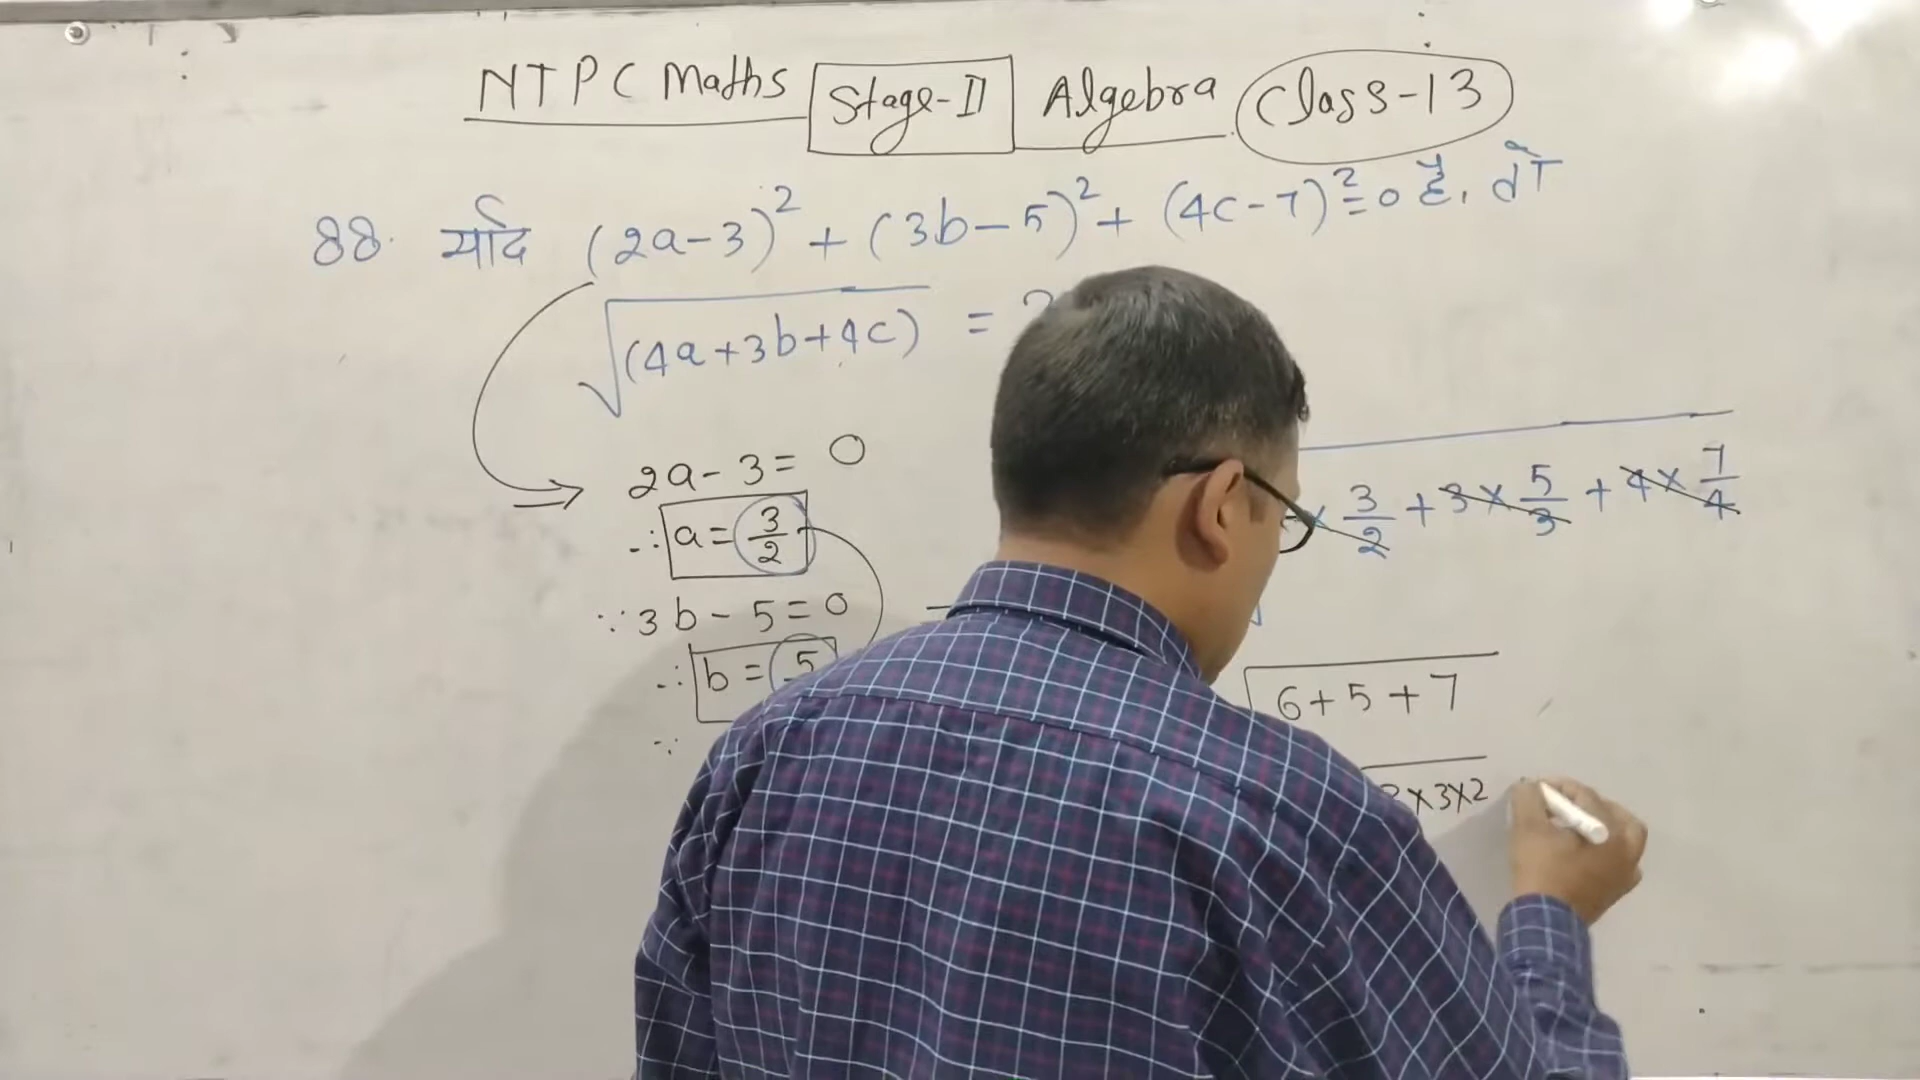 NTPC Maths Stage-II Algebra Class-13
88. यदि (2a-3)² + (3b-5)² + (4c-7)² = 0 है, तो
√(4a+3b+4c) = ?
2a - 3 = 0
∴ a = 3/2
∵ 3b - 5 = 0
∴ b = 5
∵
× 3/2 + 3 × 5/3 + 4 × 7/4
√6 + 5 + 7
3×3×2